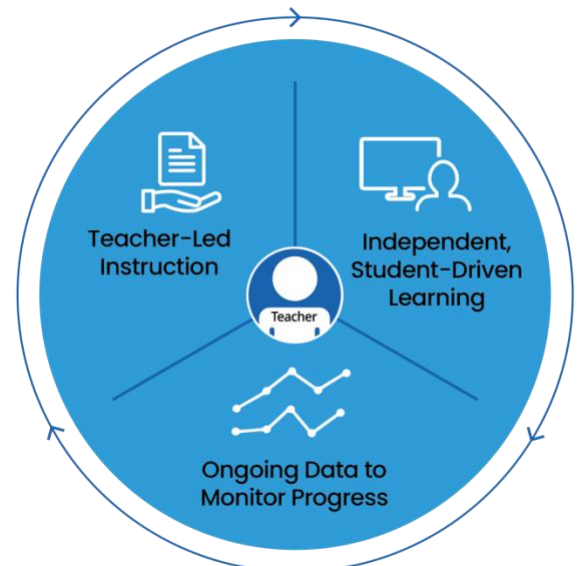 Teacher-Led
Instruction
Independent,
Student-Driven
Learning
Teacher
Ongoing Data to
Monitor Progress